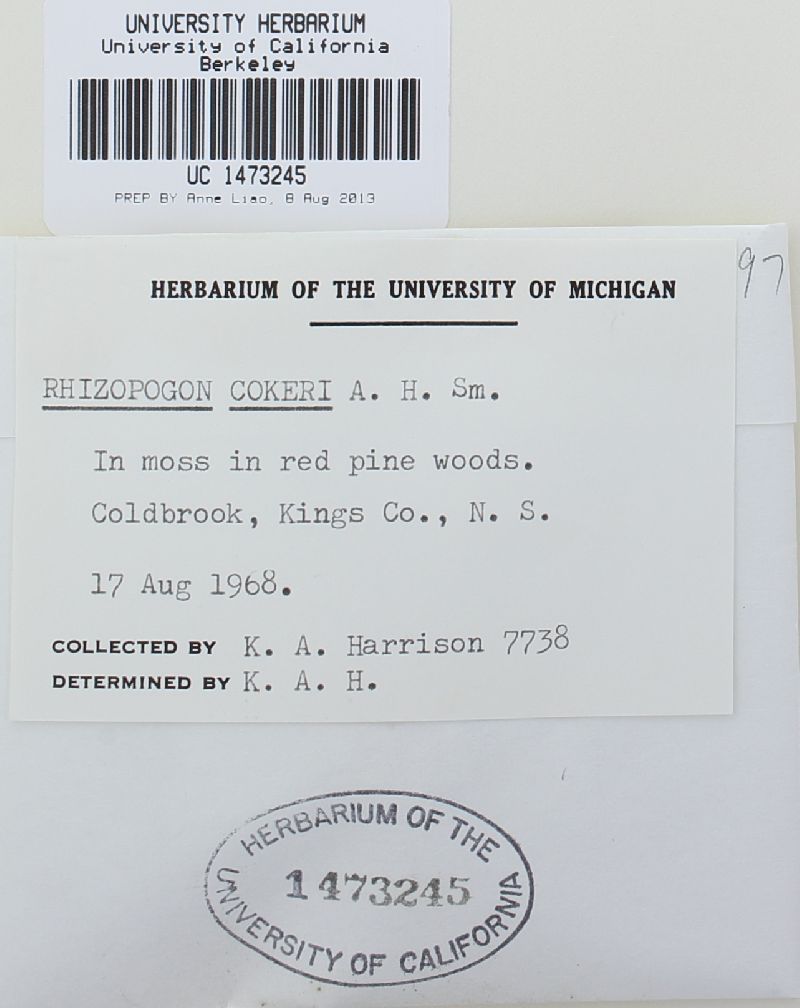 UNIVERSITY HERBARIUM
University of California
Berkeley
UC 1473245
PREP BY Anne Liao, 8 Aug 2013
97
HERBARIUM OF THE UNIVERSITY OF MICHIGAN
RHIZOPOGON COKERI A. H. Sm.
In moss in red pine woods.
Coldbrook, Kings Co., N. S.
17 Aug 1968.
COLLECTED BY K. A. Harrison 7738
DETERMINED BY K. A. H.
HERBARIUM OF THE
1473245
UNIVERSITY OF CALIFORNIA